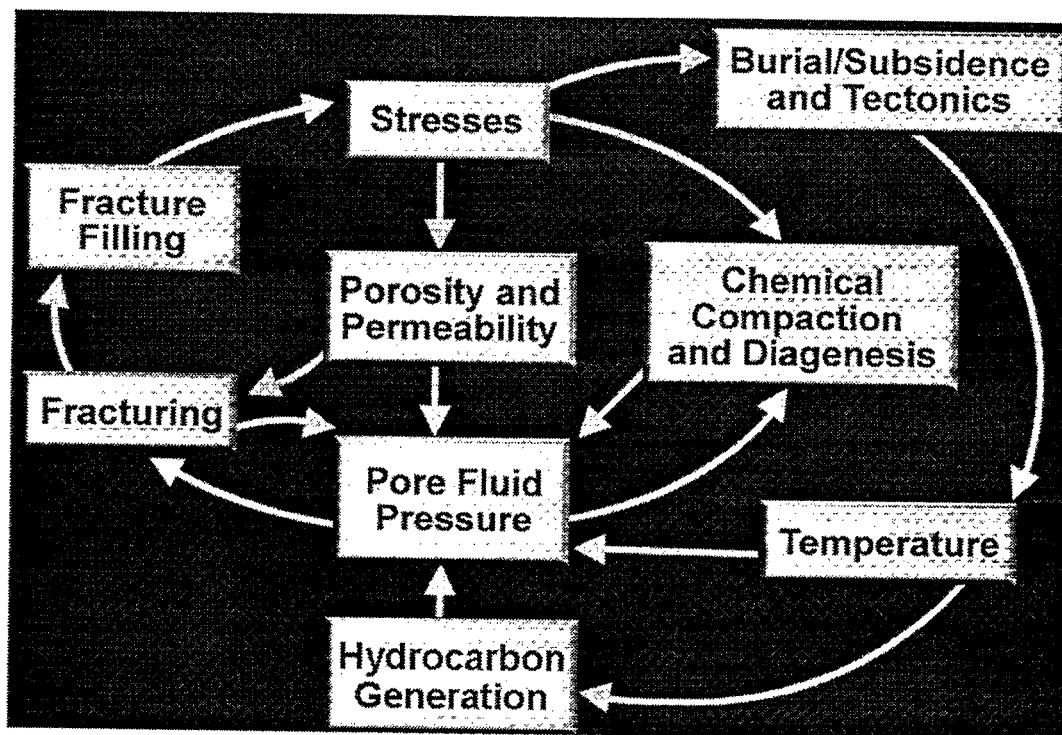 Burial/Subsidence
and Tectonics
Stresses
Fracture
Filling
Porosity and
Permeability
Chemical
Compaction
and Diagenesis
Fracturing
Pore Fluid
Pressure
Temperature
Hydrocarbon
Generation